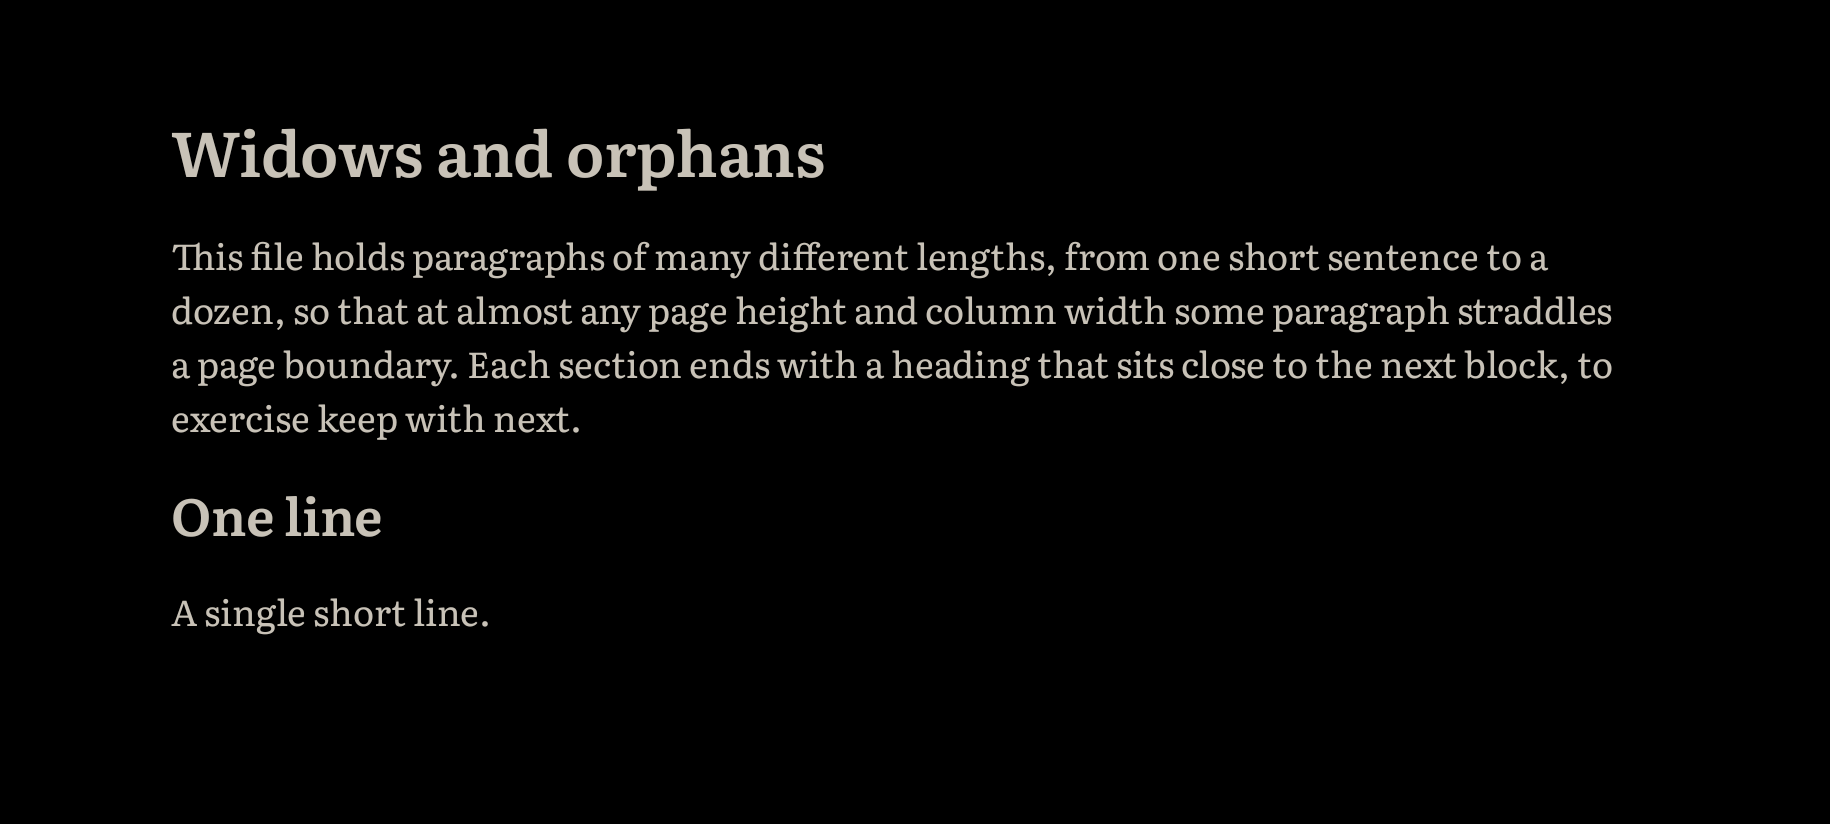 Widows and orphans
This file holds paragraphs of many different lengths, from one short sentence to a
dozen, so that at almost any page height and column width some paragraph straddles
a page boundary. Each section ends with a heading that sits close to the next block, to
exercise keep with next.
One line
A single short line.